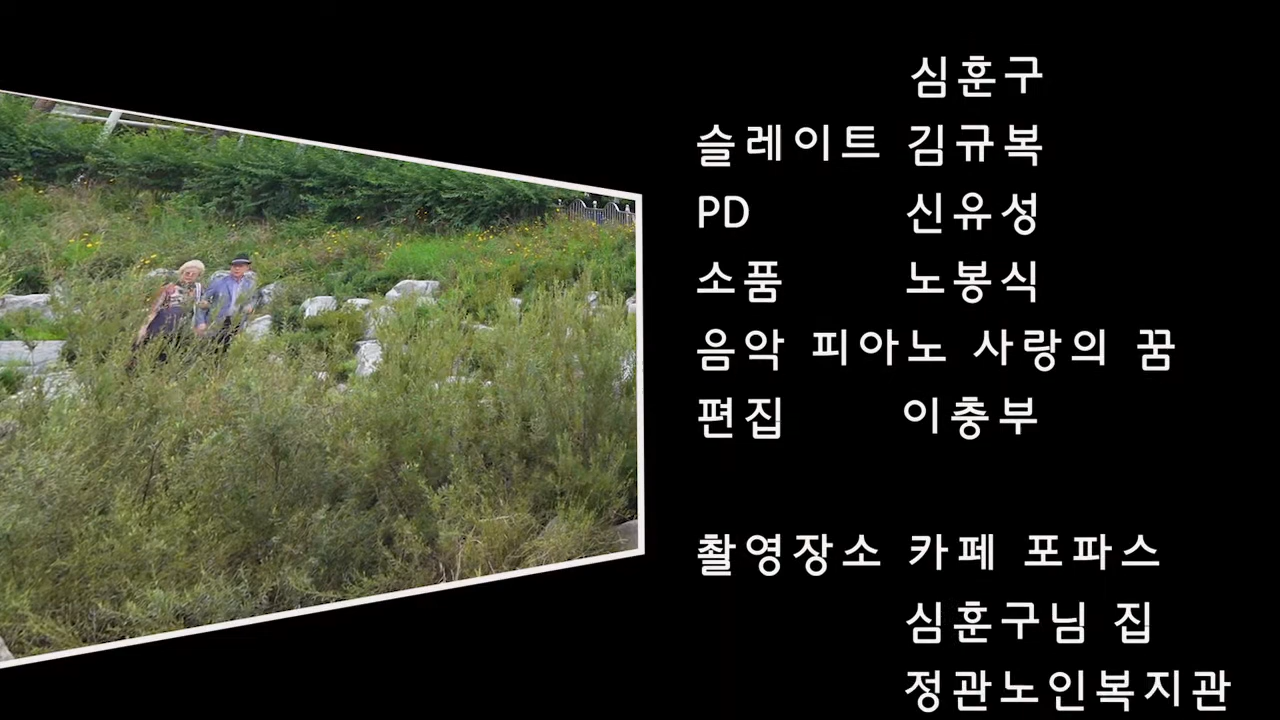 심훈구
슬레이트 김규복
PD 신유성
소품 노봉식
음악 피아노 사랑의 꿈
편집 이충부
촬영장소 카페 포파스
심훈구님 집
정관노인복지관